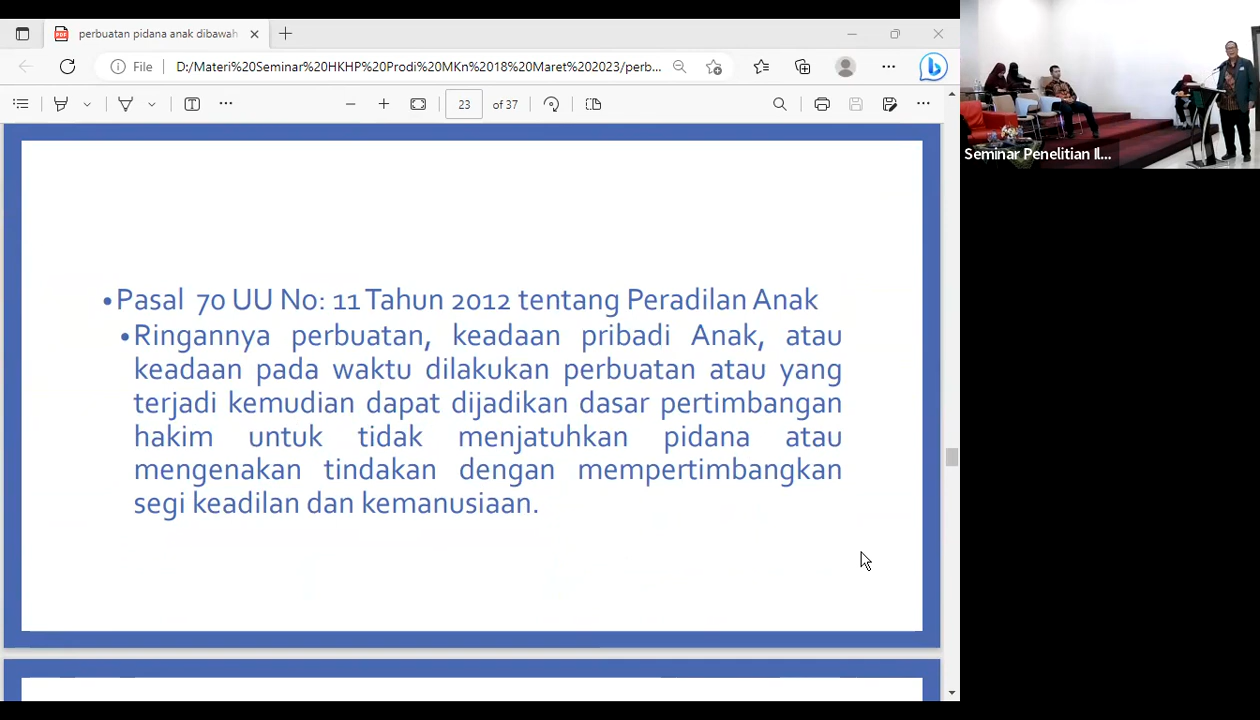 perbuatan pidana anak dibawah
File
D:/Materi%20Seminar%20HKHP%20Prodi%20MKn%2018%20Maret%202023/perb...
23 of 37
Seminar Penelitian Il...
•Pasal 70 UU No: 11 Tahun 2012 tentang Peradilan Anak
•Ringannya perbuatan, keadaan pribadi Anak, atau
keadaan pada waktu dilakukan perbuatan atau yang
terjadi kemudian dapat dijadikan dasar pertimbangan
hakim untuk tidak menjatuhkan pidana atau
mengenakan tindakan dengan mempertimbangkan
segi keadilan dan kemanusiaan.